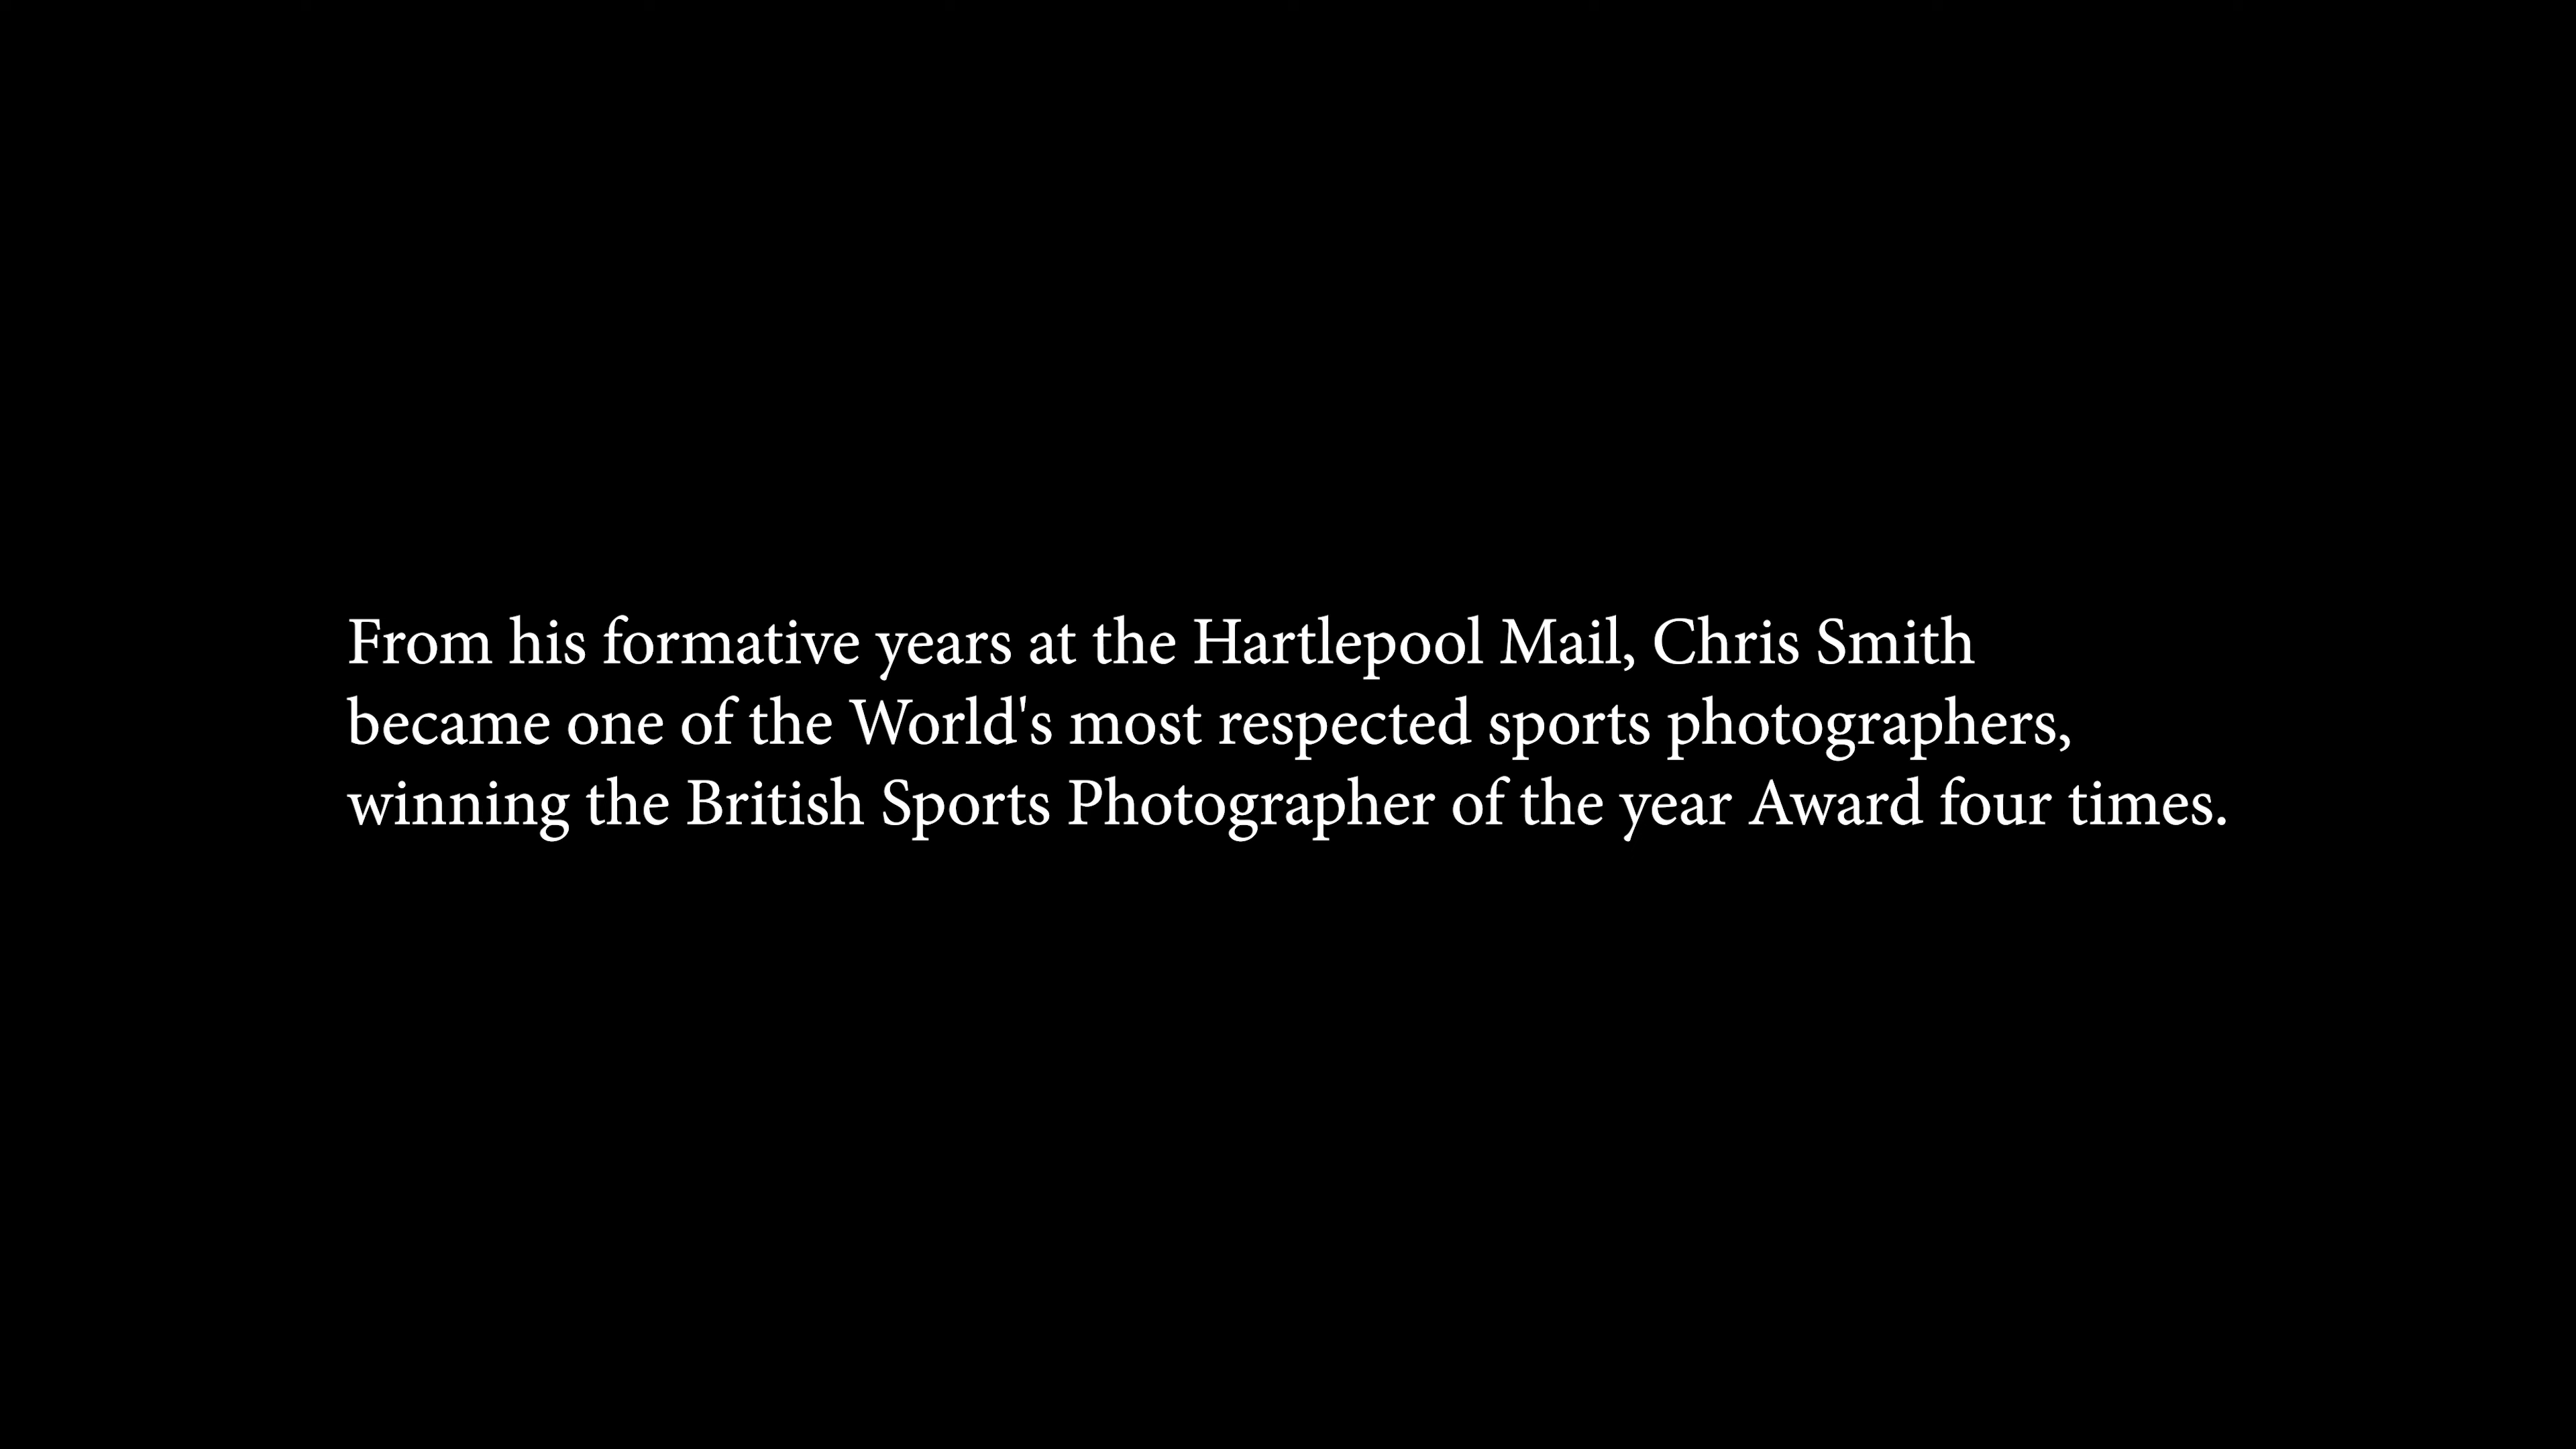 From his formative years at the Hartlepool Mail, Chris Smith
became one of the World's most respected sports photographers,
winning the British Sports Photographer of the year Award four times.